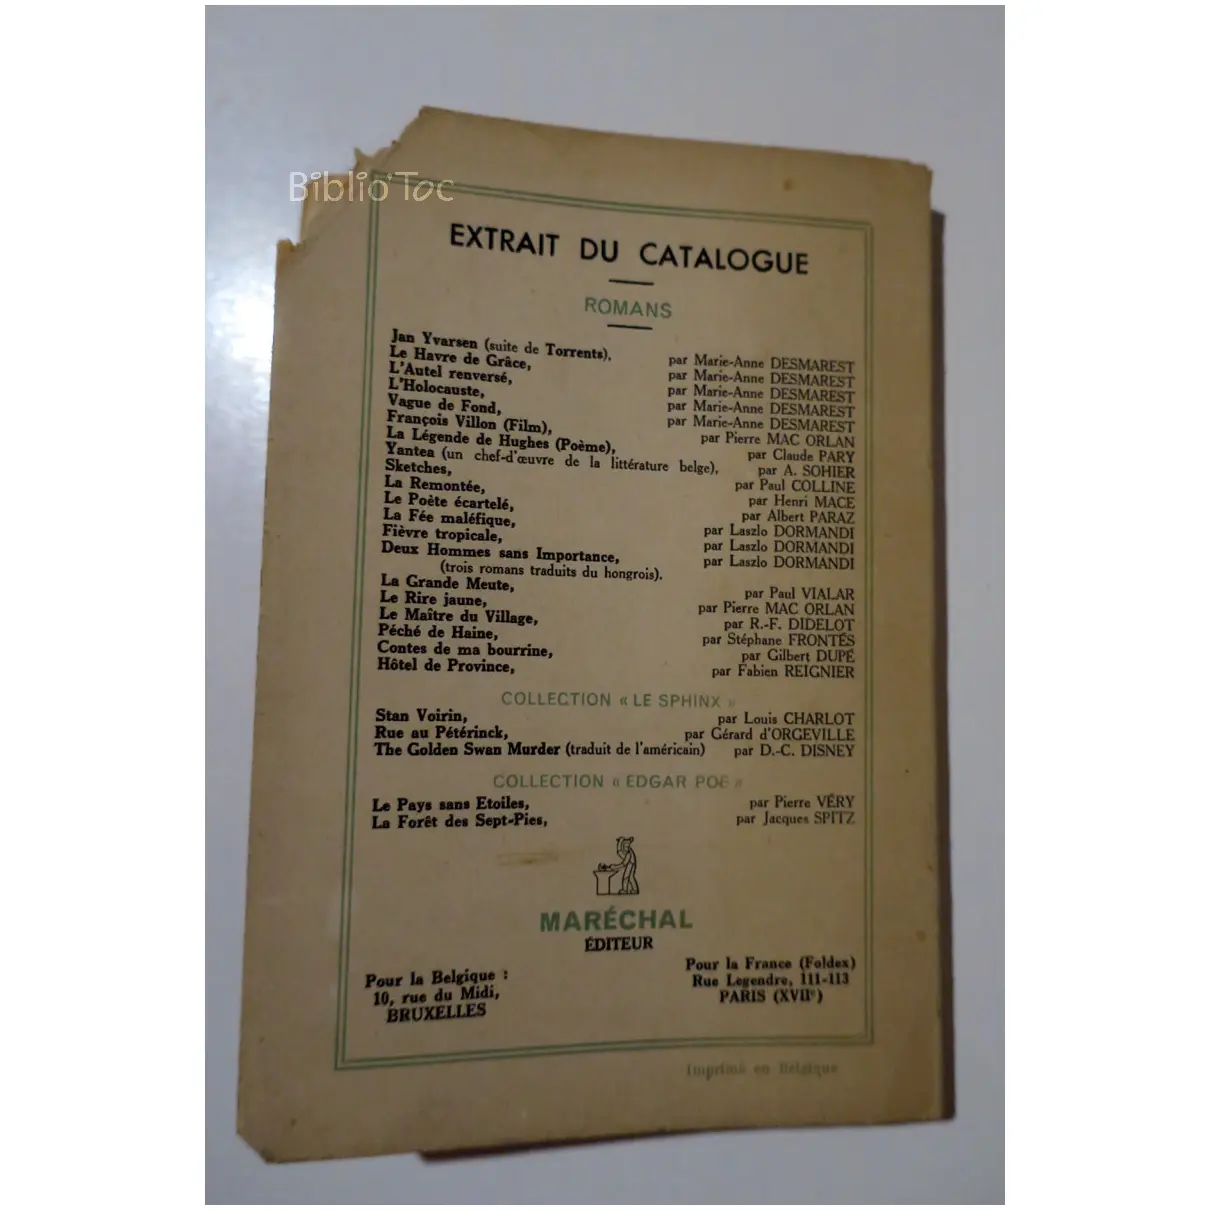 Biblio'Toc
EXTRAIT DU CATALOGUE
ROMANS
Jan Yvarsen (suite de Torrents), par Marie-Anne DESMAREST
Le Havre de Grâce, par Marie-Anne DESMAREST
L'Autel renversé, par Marie-Anne DESMAREST
L'Holocauste, par Marie-Anne DESMAREST
Vague de Fond, par Marie-Anne DESMAREST
François Villon (Film), par Pierre MAC ORLAN
La Légende de Hughes (Poème), par Claude PARY
Yantea (un chef-d'œuvre de la littérature belge), par A. SOHIER
Sketches, par Paul COLLINE
La Remontée, par Henri MACE
Le Poète écartelé, par Albert PARAZ
La Fée maléfique, par Laszlo DORMANDI
Fièvre tropicale, par Laszlo DORMANDI
Deux Hommes sans Importance, par Laszlo DORMANDI
(trois romans traduits du hongrois).
La Grande Meute, par Paul VIALAR
Le Rire jaune, par Pierre MAC ORLAN
Le Maître du Village, par R.-F. DIDELOT
Péché de Haine, par Stéphane FRONTÉS
Contes de ma bourrine, par Gilbert DUPÉ
Hôtel de Province, par Fabien REIGNIER
COLLECTION « LE SPHINX »
Stan Voirin, par Louis CHARLOT
Rue au Pétérinck, par Gérard d'ORGEVILLE
The Golden Swan Murder (traduit de l'américain) par D.-C. DISNEY
COLLECTION « EDGAR POE »
Le Pays sans Etoiles, par Pierre VÉRY
La Forêt des Sept-Pies, par Jacques SPITZ
MARÉCHAL
ÉDITEUR
Pour la Belgique :
10, rue du Midi,
BRUXELLES
Pour la France (Foldex)
Rue Legendre, 111-113
PARIS (XVIIe)
Imprimé en Belgique